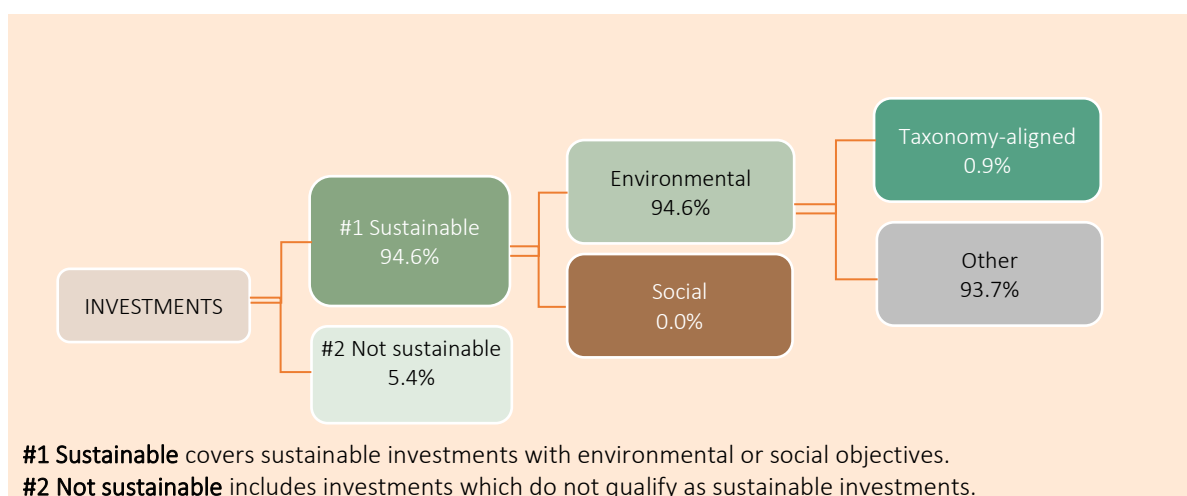 INVESTMENTS
#1 Sustainable
94.6%
#2 Not sustainable
5.4%
Environmental
94.6%
Social
0.0%
Taxonomy-aligned
0.9%
Other
93.7%
#1 Sustainable covers sustainable investments with environmental or social objectives.
#2 Not sustainable includes investments which do not qualify as sustainable investments.